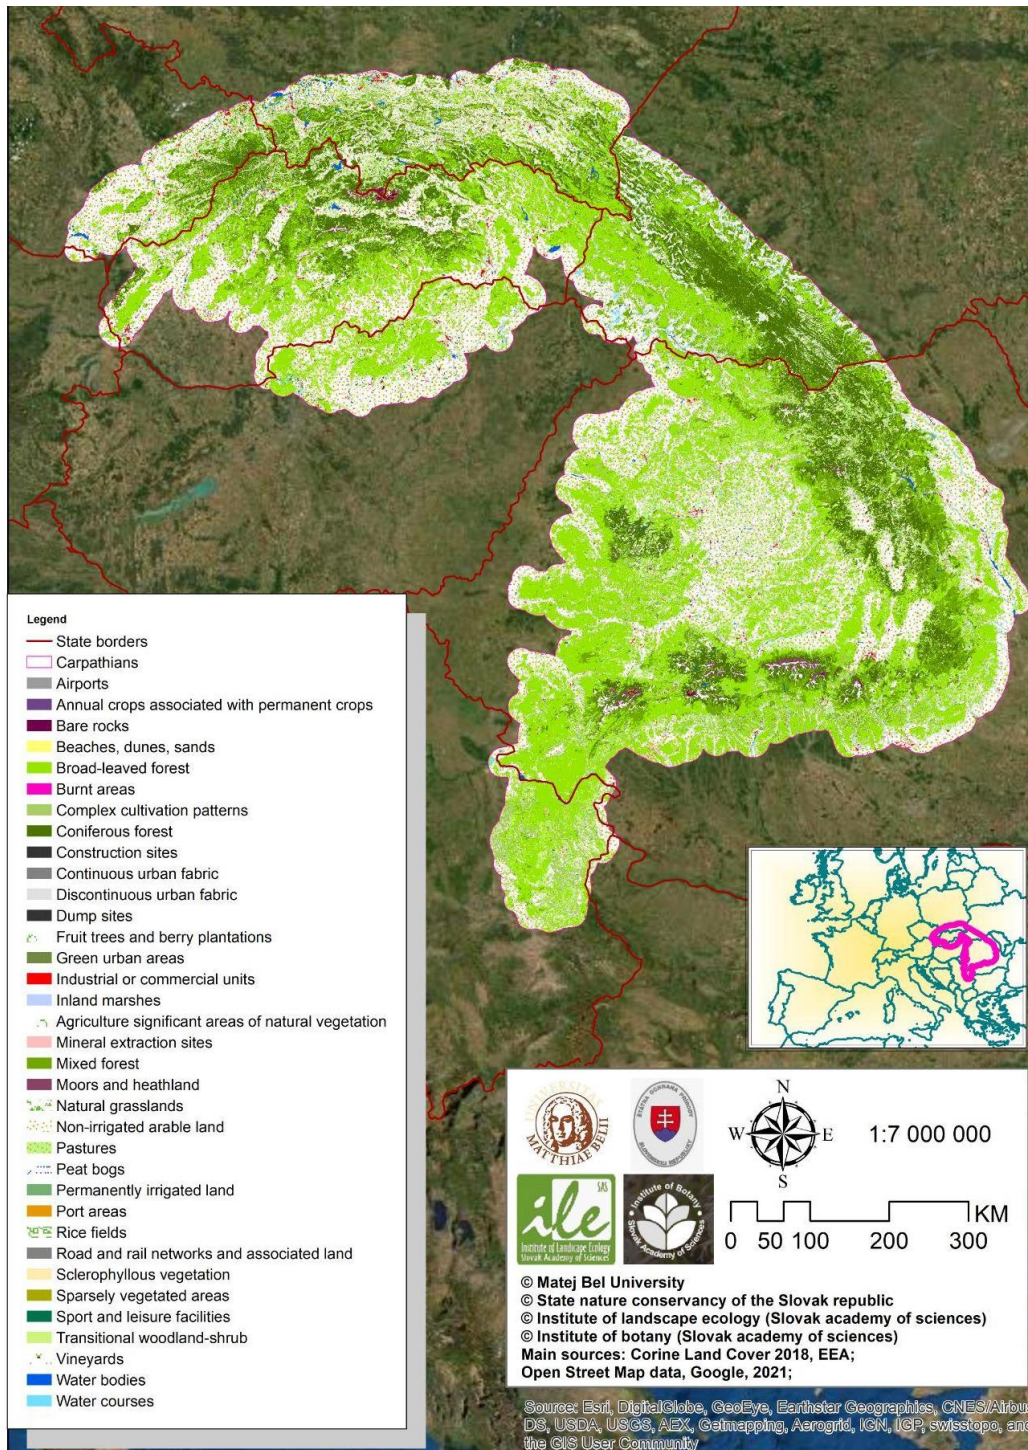 Legend
State borders
Carpathians
Airports
Annual crops associated with permanent crops
Bare rocks
Beaches, dunes, sands
Broad-leaved forest
Burnt areas
Complex cultivation patterns
Coniferous forest
Construction sites
Continuous urban fabric
Discontinuous urban fabric
Dump sites
Fruit trees and berry plantations
Green urban areas
Industrial or commercial units
Inland marshes
Agriculture significant areas of natural vegetation
Mineral extraction sites
Mixed forest
Moors and heathland
Natural grasslands
Non-irrigated arable land
Pastures
Peat bogs
Permanently irrigated land
Port areas
Rice fields
Road and rail networks and associated land
Sclerophyllous vegetation
Sparsely vegetated areas
Sport and leisure facilities
Transitional woodland-shrub
Vineyards
Water bodies
Water courses
UNIVERSITAS
MATTHIAE BELII
ŠTÁTNA OCHRANA PRÍRODY
SLOVENSKEJ REPUBLIKY
N
W E
S
1:7 000 000
ile SAS
Institute of Landscape Ecology
Slovak Academy of Sciences
Institute of Botany
Slovak Academy of Sciences
KM
0 50 100 200 300
© Matej Bel University
© State nature conservancy of the Slovak republic
© Institute of landscape ecology (Slovak academy of sciences)
© Institute of botany (Slovak academy of sciences)
Main sources: Corine Land Cover 2018, EEA;
Open Street Map data, Google, 2021;
Source: Esri, DigitalGlobe, GeoEye, Earthstar Geographics, CNES/Airbus
DS, USDA, USGS, AEX, Getmapping, Aerogrid, IGN, IGP, swisstopo, and
the GIS User Community